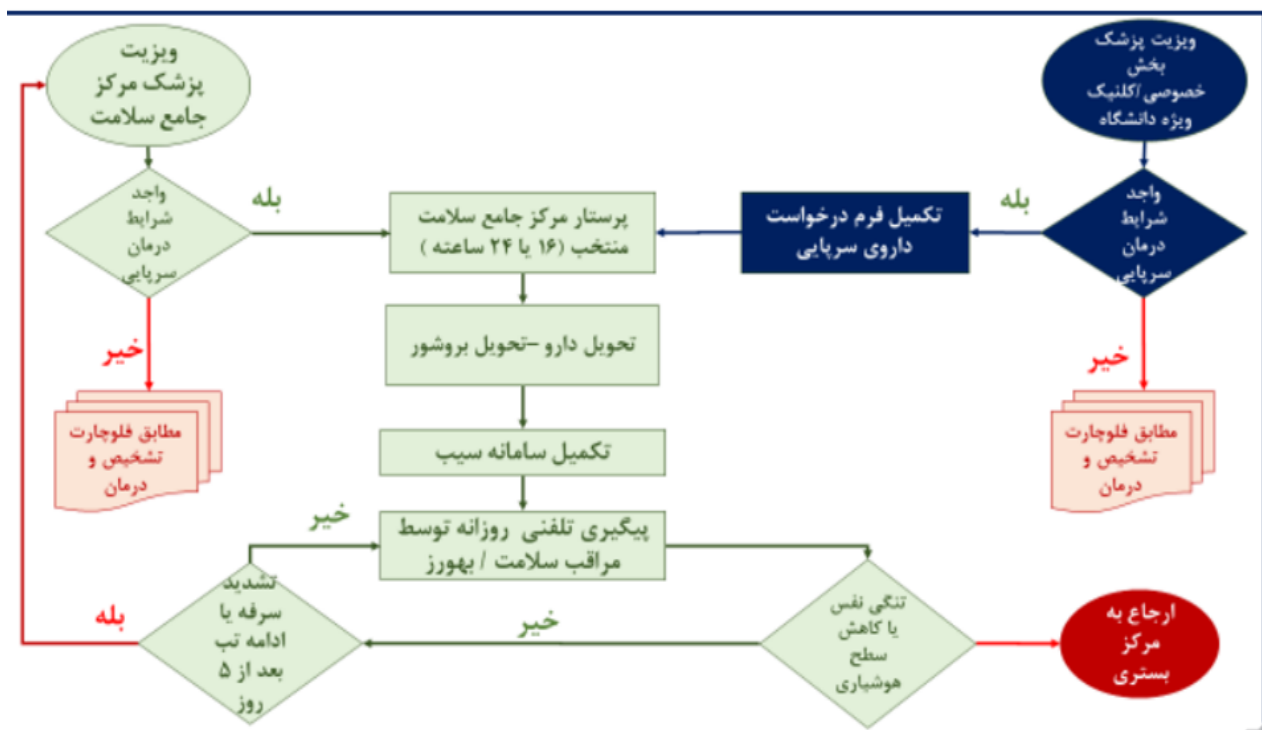 ویزیت پزشک
بخش
خصوصی/کلنیک
ویژه دانشگاه
واجد
شرایط
درمان
سرپایی
بله
تکمیل فرم درخواست
داروی سرپایی
خیر
مطابق فلوچارت
تشخیص و
درمان
ویزیت
پزشک مرکز
جامع سلامت
واجد
شرایط
درمان
سرپایی
بله
خیر
مطابق فلوچارت
تشخیص و
درمان
پرستار مرکز جامع سلامت
منتخب (۱۶ یا ۲۴ ساعته )
تحویل دارو –تحویل بروشور
تکمیل سامانه سیب
پیگیری تلفنی روزانه توسط
مراقب سلامت / بهورز
تنگی نفس
یا کاهش
سطح
هوشیاری
ارجاع به
مرکز
بستری
خیر
تشدید
سرفه یا
ادامه تب
بعد از ۵
روز
خیر
بله